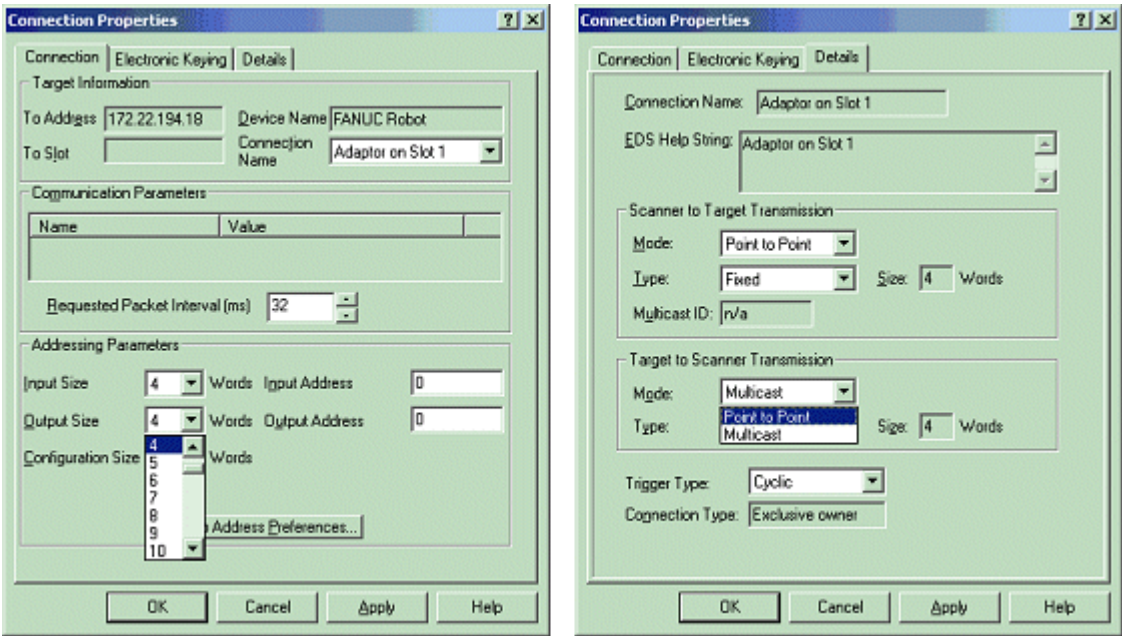 Connection Properties
Connection Electronic Keying Details
Target Information
To Address 172.22.194.18 Device Name FANUC Robot
To Slot Connection Name Adaptor on Slot 1
Communication Parameters
Name Value
Requested Packet Interval (ms) 32
Addressing Parameters
Input Size 4 Words Input Address 0
Output Size 4 Words Output Address 0
Configuration Size Words
4
5
6
7
8
9
10
Address Preferences...
OK Cancel Apply Help
Connection Properties
Connection Electronic Keying Details
Connection Name: Adaptor on Slot 1
EDS Help String: Adaptor on Slot 1
Scanner to Target Transmission
Mode: Point to Point
Type: Fixed Size: 4 Words
Multicast ID: n/a
Target to Scanner Transmission
Mode: Multicast
Point to Point
Multicast
Type: Size: 4 Words
Trigger Type: Cyclic
Connection Type: Exclusive owner
OK Cancel Apply Help